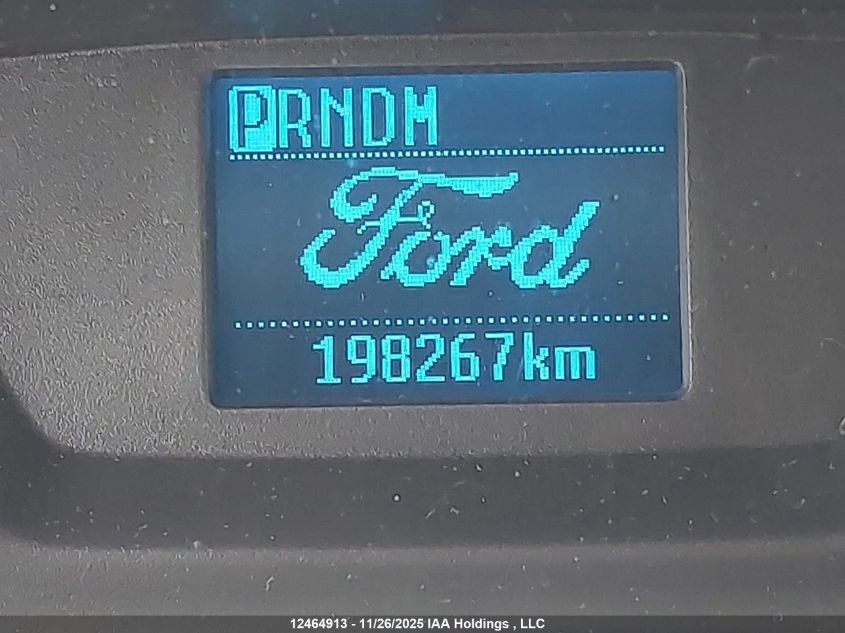 PRNDM
Ford
198267km
12464913 - 11/26/2025 IAA Holdings , LLC